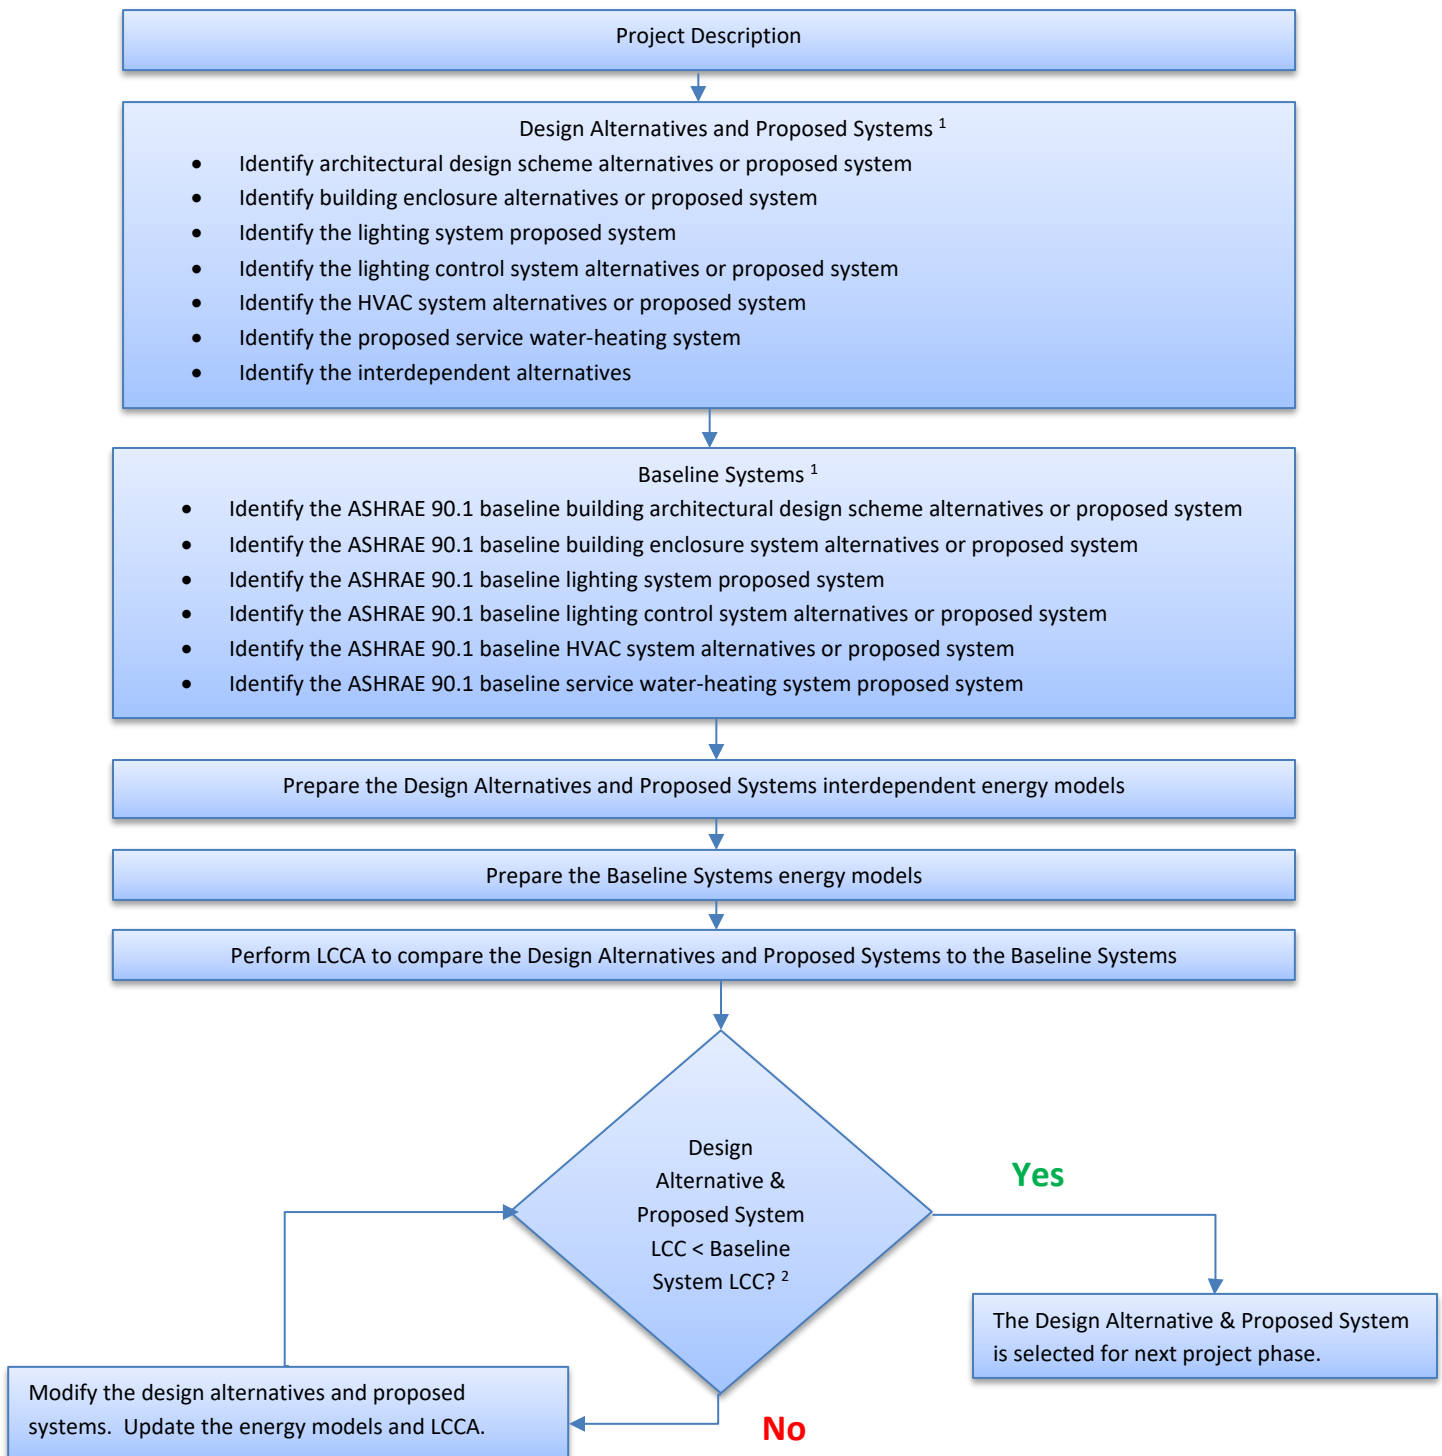 Project Description
Design Alternatives and Proposed Systems 1
• Identify architectural design scheme alternatives or proposed system
• Identify building enclosure alternatives or proposed system
• Identify the lighting system proposed system
• Identify the lighting control system alternatives or proposed system
• Identify the HVAC system alternatives or proposed system
• Identify the proposed service water-heating system
• Identify the interdependent alternatives
Baseline Systems 1
• Identify the ASHRAE 90.1 baseline building architectural design scheme alternatives or proposed system
• Identify the ASHRAE 90.1 baseline building enclosure system alternatives or proposed system
• Identify the ASHRAE 90.1 baseline lighting system proposed system
• Identify the ASHRAE 90.1 baseline lighting control system alternatives or proposed system
• Identify the ASHRAE 90.1 baseline HVAC system alternatives or proposed system
• Identify the ASHRAE 90.1 baseline service water-heating system proposed system
Prepare the Design Alternatives and Proposed Systems interdependent energy models
Prepare the Baseline Systems energy models
Perform LCCA to compare the Design Alternatives and Proposed Systems to the Baseline Systems
Design
Alternative &
Proposed System
LCC < Baseline
System LCC? 2
Yes
The Design Alternative & Proposed System
is selected for next project phase.
Modify the design alternatives and proposed
systems. Update the energy models and LCCA.
No